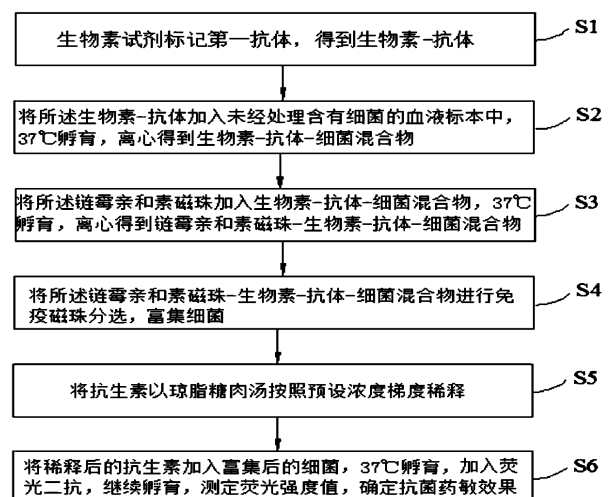 生物素试剂标记第一抗体，得到生物素-抗体
S1
将所述生物素-抗体加入未经处理含有细菌的血液标本中，
37℃孵育，离心得到生物素-抗体-细菌混合物
S2
将所述链霉亲和素磁珠加入生物素-抗体-细菌混合物，37℃
孵育，离心得到链霉亲和素磁珠-生物素-抗体-细菌混合物
S3
将所述链霉亲和素磁珠-生物素-抗体-细菌混合物进行免
疫磁珠分选，富集细菌
S4
将抗生素以琼脂糖肉汤按照预设浓度梯度稀释
S5
将稀释后的抗生素加入富集后的细菌，37℃孵育，加入荧
光二抗，继续孵育，测定荧光强度值，确定抗菌药敏效果
S6